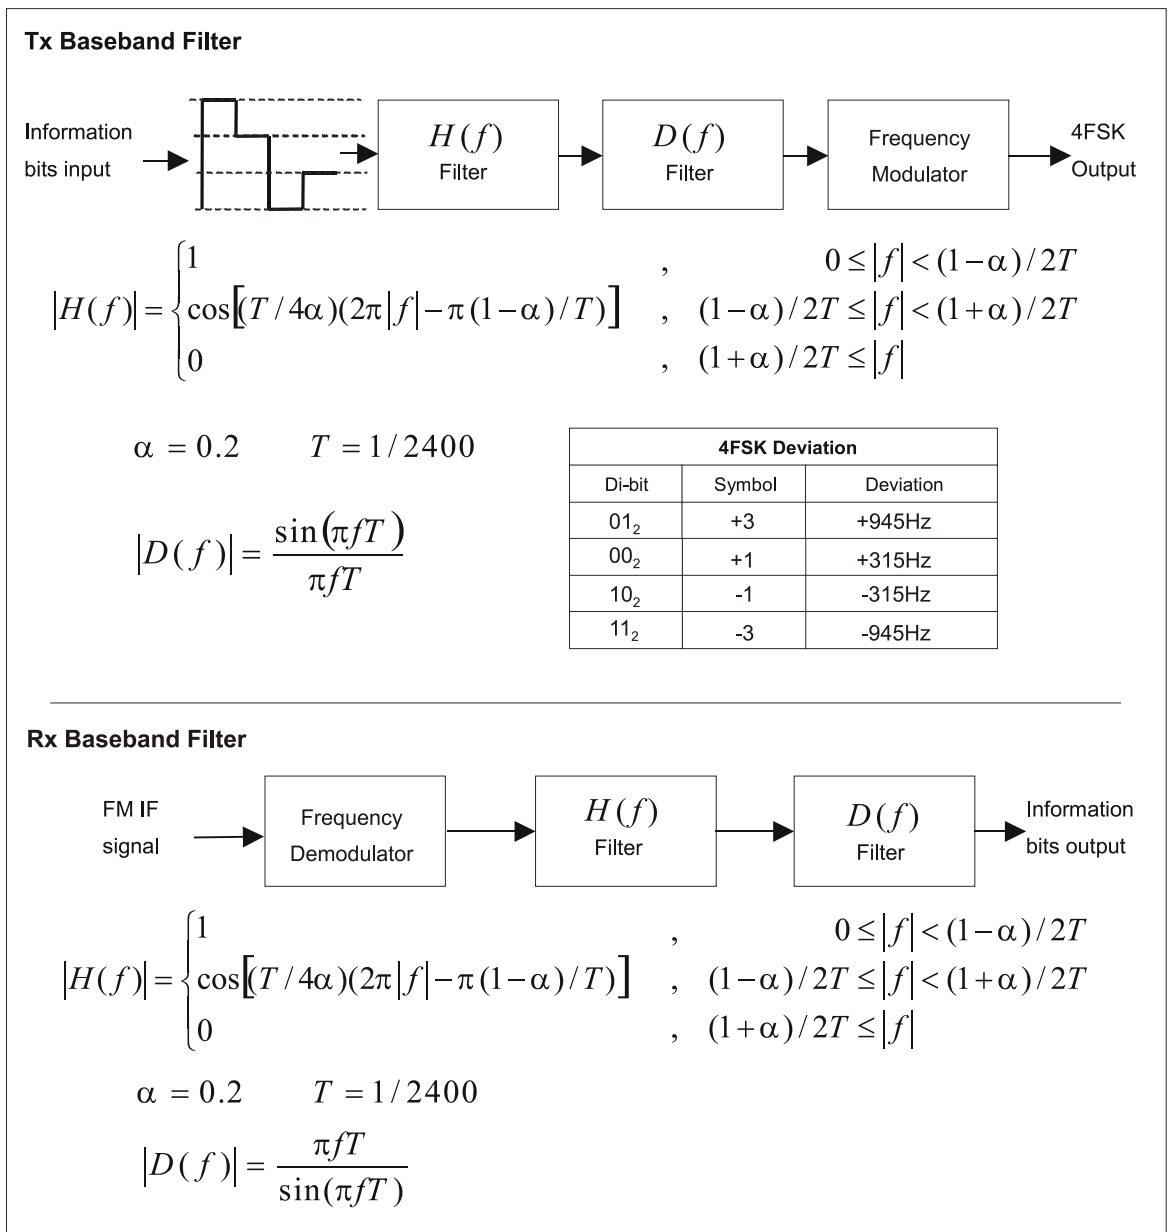 Tx Baseband Filter
Information bits input
H(f) Filter
D(f) Filter
Frequency Modulator
4FSK Output
|H(f)| = { 1 , 0 ≤ |f| < (1−α)/2T
cos[(T/4α)(2π|f|−π(1−α)/T)] , (1−α)/2T ≤ |f| < (1+α)/2T
0 , (1+α)/2T ≤ |f|
α = 0.2 T = 1/2400
|D(f)| = sin(πfT) / πfT
4FSK Deviation
Di-bit Symbol Deviation
01₂ +3 +945Hz
00₂ +1 +315Hz
10₂ -1 -315Hz
11₂ -3 -945Hz
Rx Baseband Filter
FM IF signal
Frequency Demodulator
H(f) Filter
D(f) Filter
Information bits output
|H(f)| = { 1 , 0 ≤ |f| < (1−α)/2T
cos[(T/4α)(2π|f|−π(1−α)/T)] , (1−α)/2T ≤ |f| < (1+α)/2T
0 , (1+α)/2T ≤ |f|
α = 0.2 T = 1/2400
|D(f)| = πfT / sin(πfT)